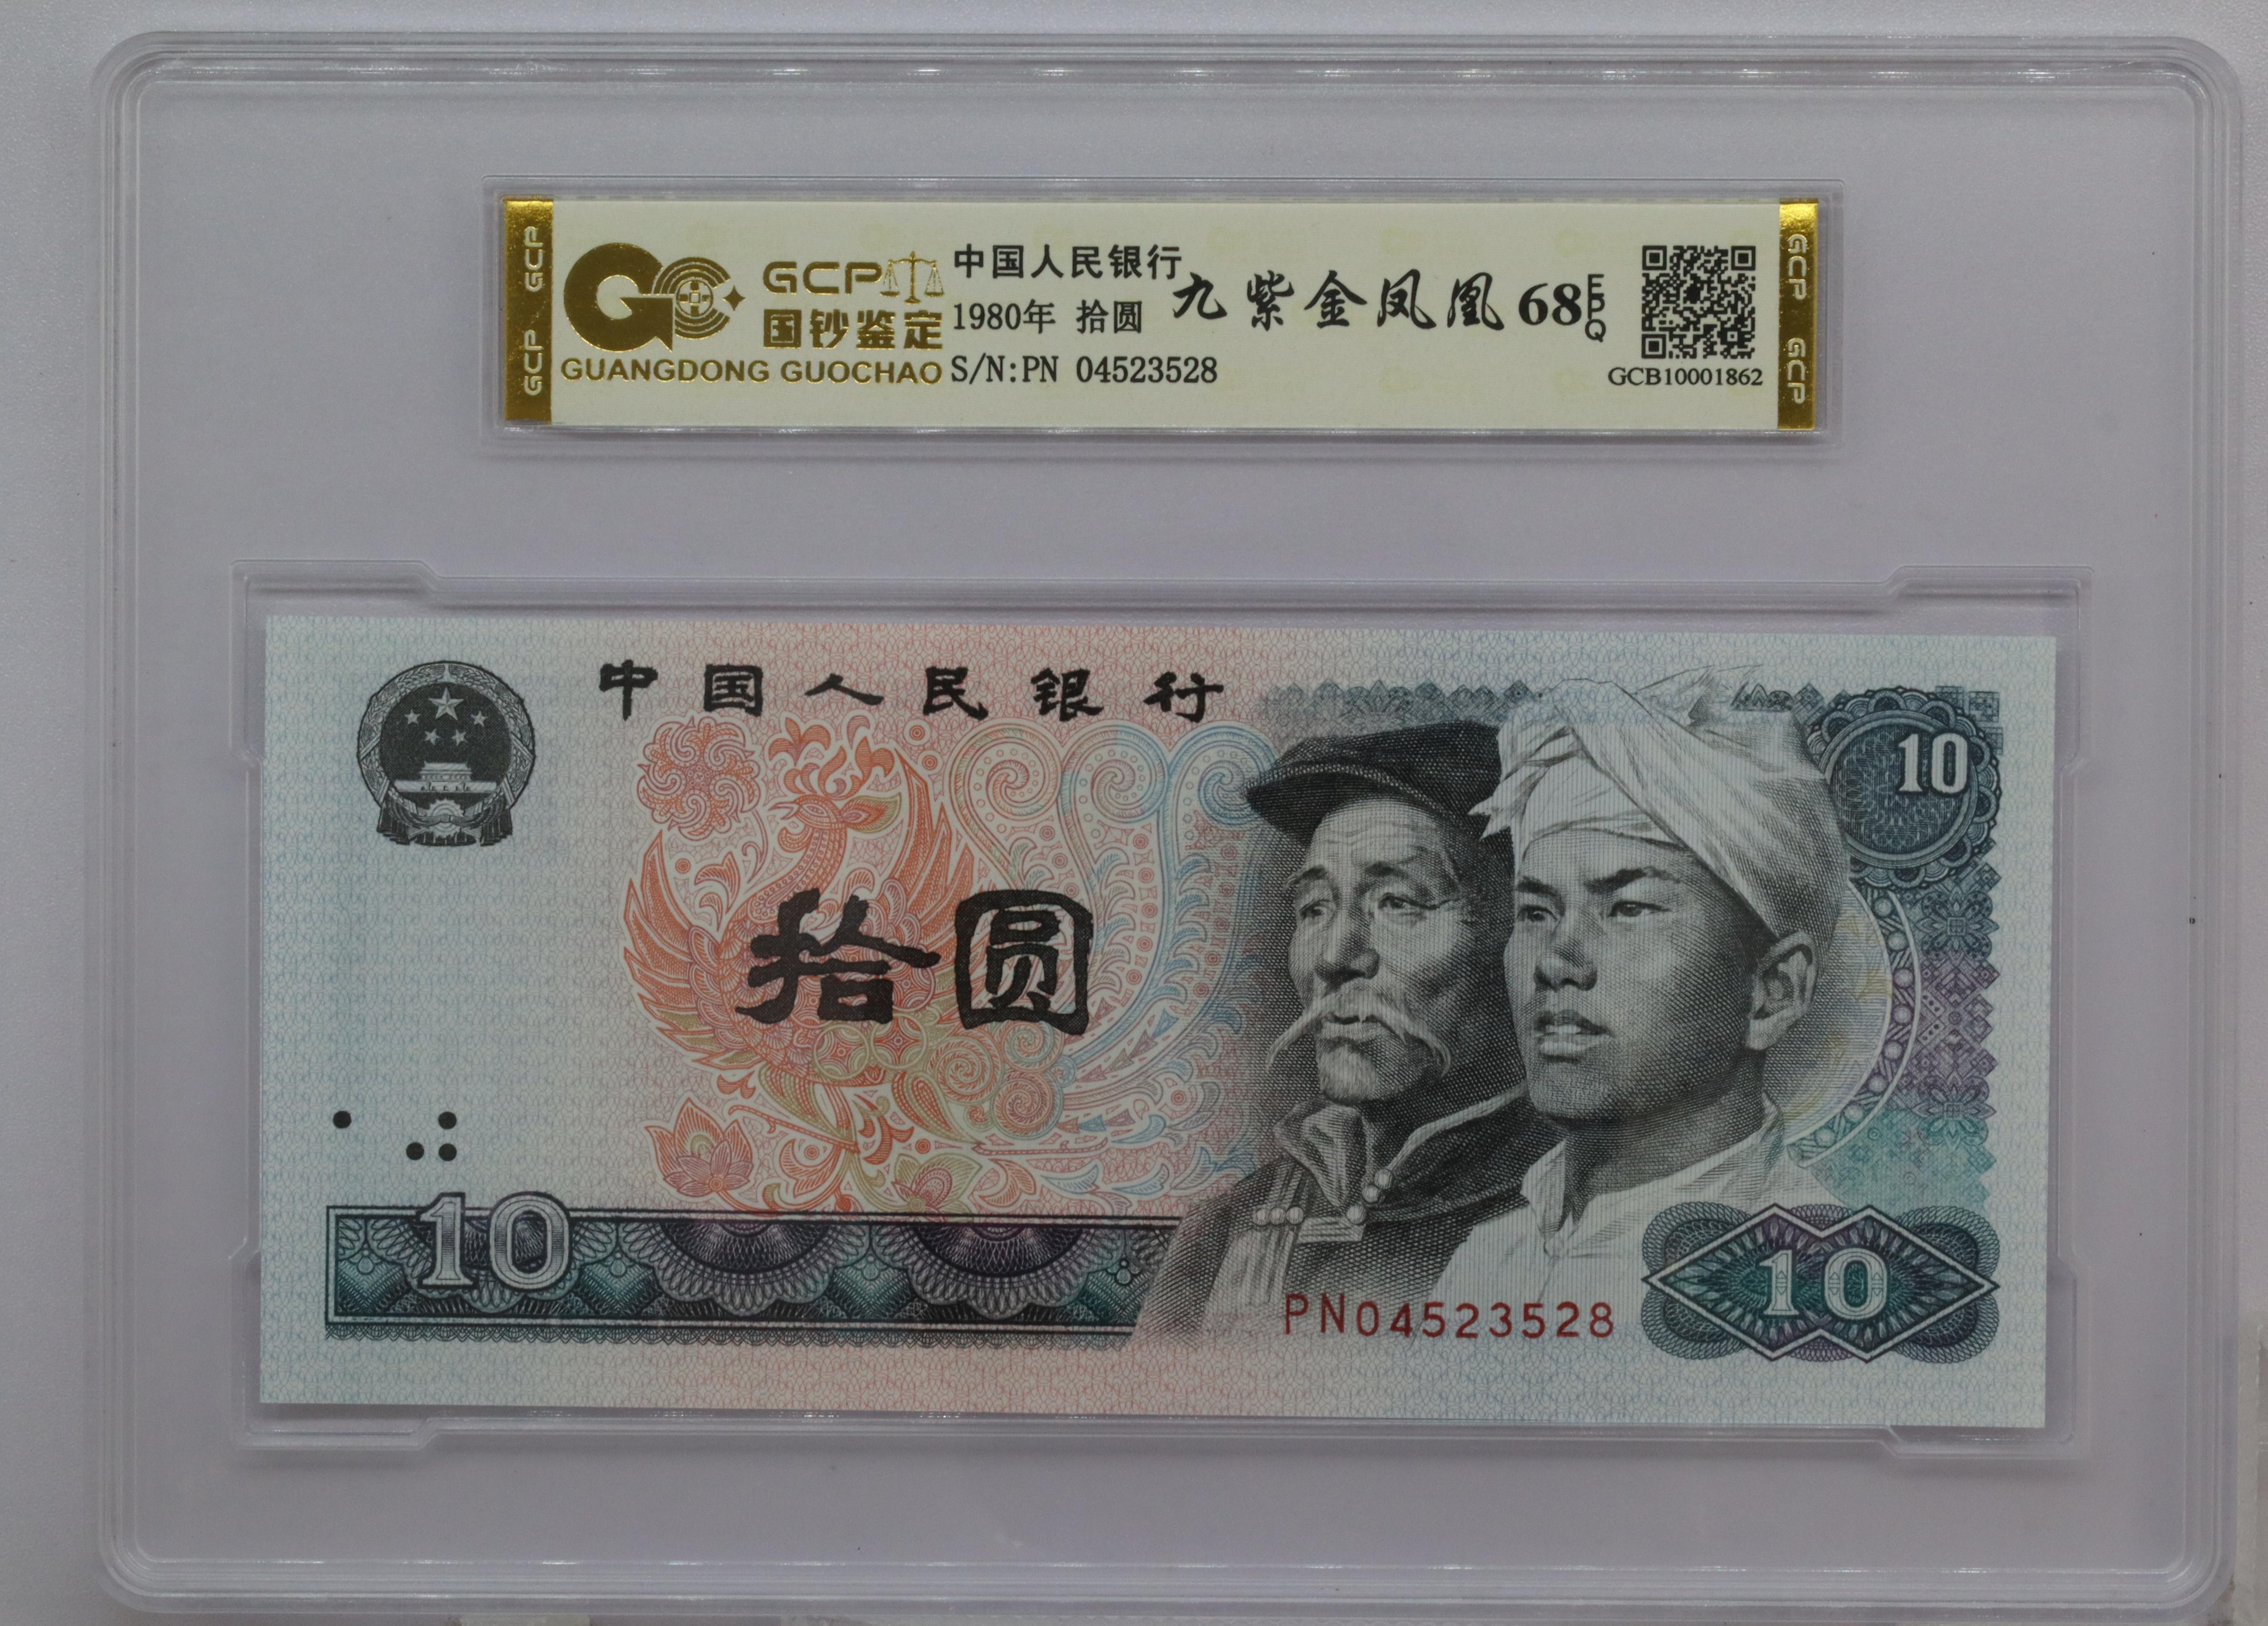 GCP GCP
GCP
国钞鉴定
GUANGDONG GUOCHAO
中国人民银行
1980年 拾圆
S/N:PN 04523528
九紫金凤凰 68 EPQ
GCB10001862
GCP GCP
中国人民银行
10
拾圆
10
PN04523528
10